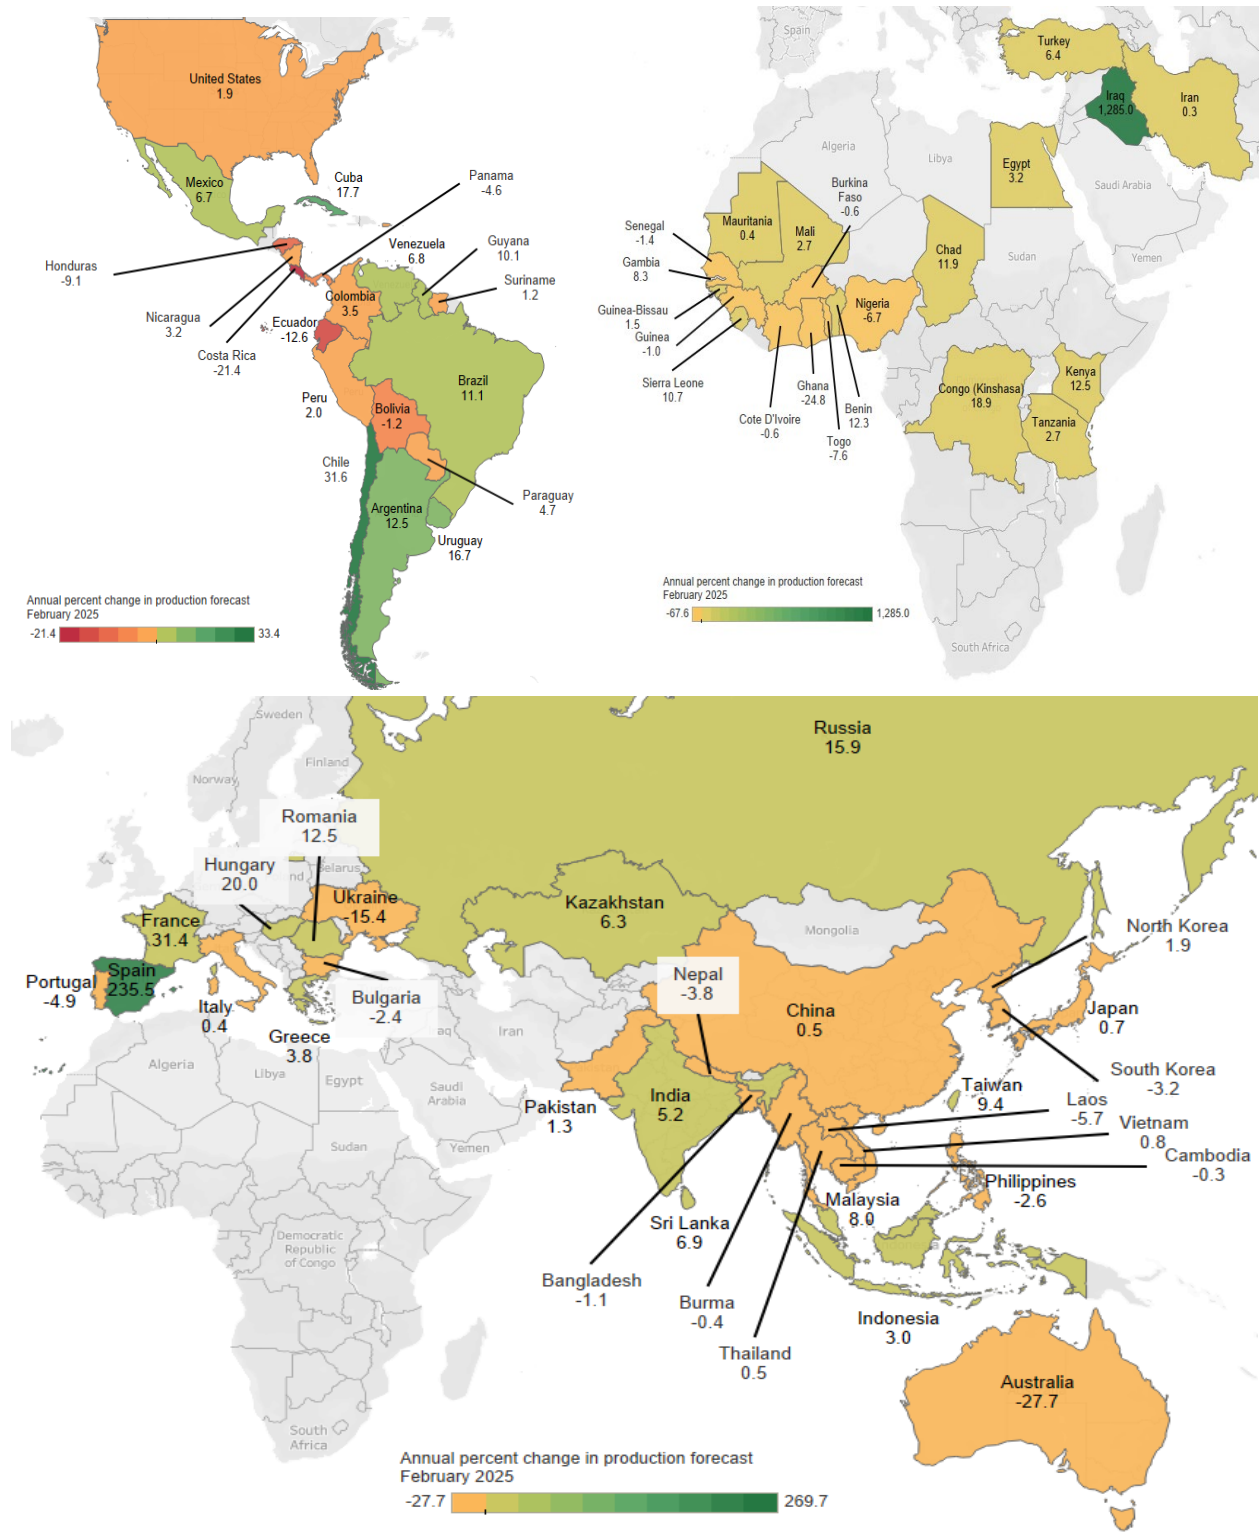 United States
1.9
Mexico
6.7
Cuba
17.7
Panama
-4.6
Honduras
-9.1
Venezuela
6.8
Guyana
10.1
Suriname
1.2
Nicaragua
3.2
Colombia
3.5
Ecuador
-12.6
Costa Rica
-21.4
Peru
2.0
Brazil
11.1
Bolivia
-1.2
Chile
31.6
Paraguay
4.7
Argentina
12.5
Uruguay
16.7
Annual percent change in production forecast
February 2025
-21.4
33.4
Spain
Turkey
6.4
Iraq
1,285.0
Iran
0.3
Algeria
Libya
Egypt
3.2
Saudi Arabia
Burkina
Faso
-0.6
Mauritania
0.4
Mali
2.7
Senegal
-1.4
Gambia
8.3
Chad
11.9
Sudan
Yemen
Guinea-Bissau
1.5
Guinea
-1.0
Nigeria
-6.7
Sierra Leone
10.7
Cote D'Ivoire
-0.6
Ghana
-24.8
Togo
-7.6
Benin
12.3
Congo (Kinshasa)
18.9
Kenya
12.5
Tanzania
2.7
South Africa
Annual percent change in production forecast
February 2025
-67.6
1,285.0
Sweden
Finland
Norway
Russia
15.9
Romania
12.5
Hungary
20.0
Belarus
nd
Ukraine
-15.4
France
31.4
Kazakhstan
6.3
Mongolia
North Korea
1.9
Portugal
-4.9
Spain
235.5
Italy
0.4
Greece
3.8
Bulgaria
-2.4
aq
Iran
Nepal
-3.8
China
0.5
Japan
0.7
South Korea
-3.2
Algeria
Libya
Egypt
Saudi
Arabia
Pakistan
1.3
India
5.2
Taiwan
9.4
Laos
-5.7
Vietnam
0.8
Cambodia
-0.3
Sudan
Yemen
Sri Lanka
6.9
Malaysia
8.0
Philippines
-2.6
Democratic
Republic
of Congo
Bangladesh
-1.1
Burma
-0.4
Thailand
0.5
Indonesia
3.0
Australia
-27.7
South
Africa
Annual percent change in production forecast
February 2025
-27.7
269.7